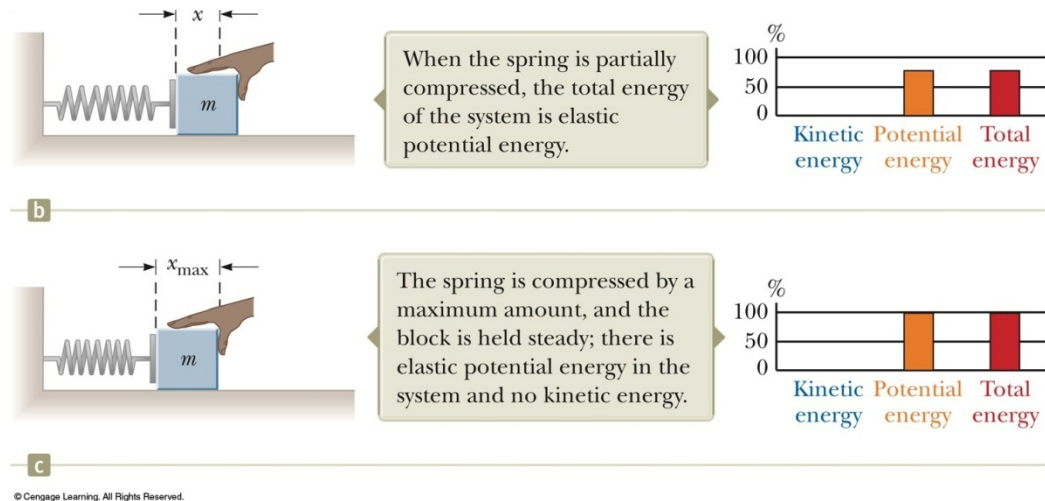 x
m
When the spring is partially
compressed, the total energy
of the system is elastic
potential energy.
%
100
50
0
Kinetic Potential Total
energy energy energy
b
xmax
m
The spring is compressed by a
maximum amount, and the
block is held steady; there is
elastic potential energy in the
system and no kinetic energy.
%
100
50
0
Kinetic Potential Total
energy energy energy
c
© Cengage Learning. All Rights Reserved.